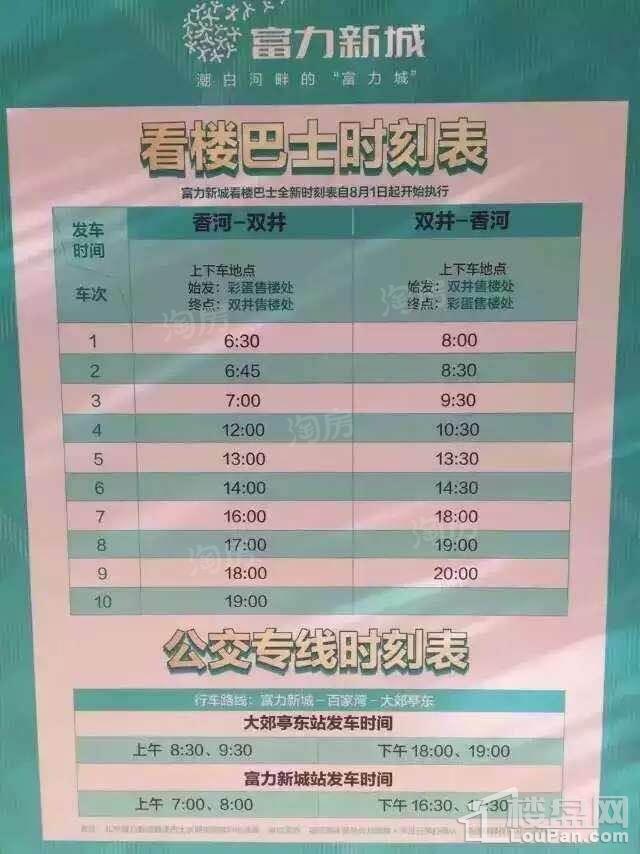 富力新城
潮白河畔的“富力城”
看楼巴士时刻表
富力新城看楼巴士全新时刻表自8月1日起开始执行
发车时间 香河-双井 双井-香河
车次 上下车地点 上下车地点
始发：彩蛋售楼处 始发：双井售楼处
终点：双井售楼处 终点：彩蛋售楼处
1 6:30 8:00
2 6:45 8:30
3 7:00 9:30
4 12:00 10:30
5 13:00 13:30
6 14:00 14:30
7 16:00 18:00
8 17:00 19:00
9 18:00 20:00
10 19:00
公交专线时刻表
行车路线：富力新城-百家湾-大郊亭东
大郊亭东站发车时间
上午 8:30、9:30 下午 18:00、19:00
富力新城站发车时间
上午 7:00、8:00 下午 16:30、
淘房
淘房
淘房
淘房
淘房
楼盘网
LouPan.com